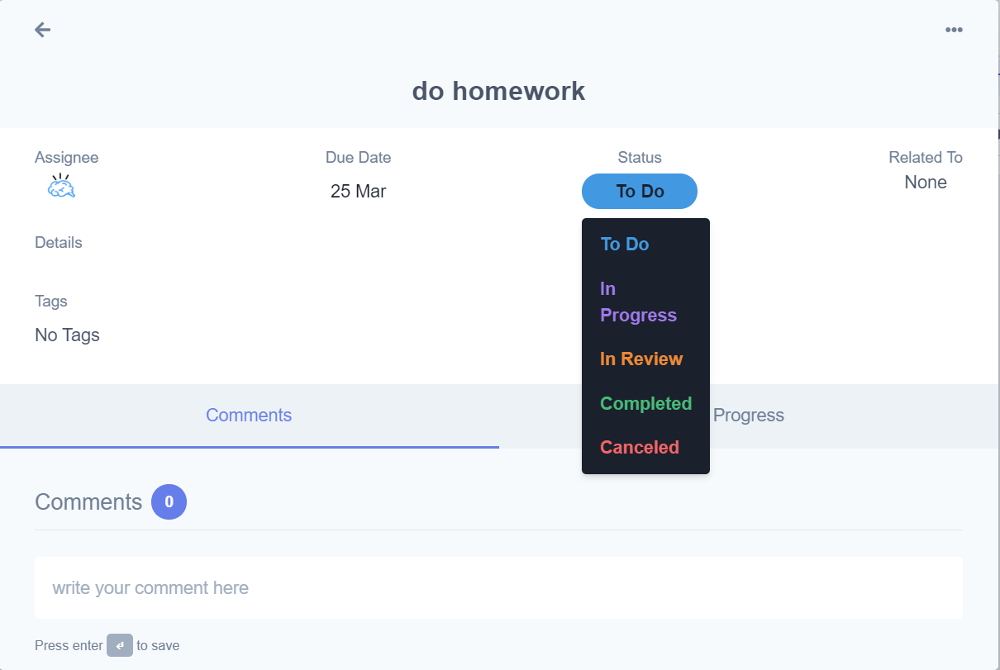 do homework
Assignee
Due Date
Status
Related To
25 Mar
To Do
None
To Do
In
Progress
In Review
Completed
Canceled
Details
Tags
No Tags
Comments
Progress
Comments 0
write your comment here
Press enter to save